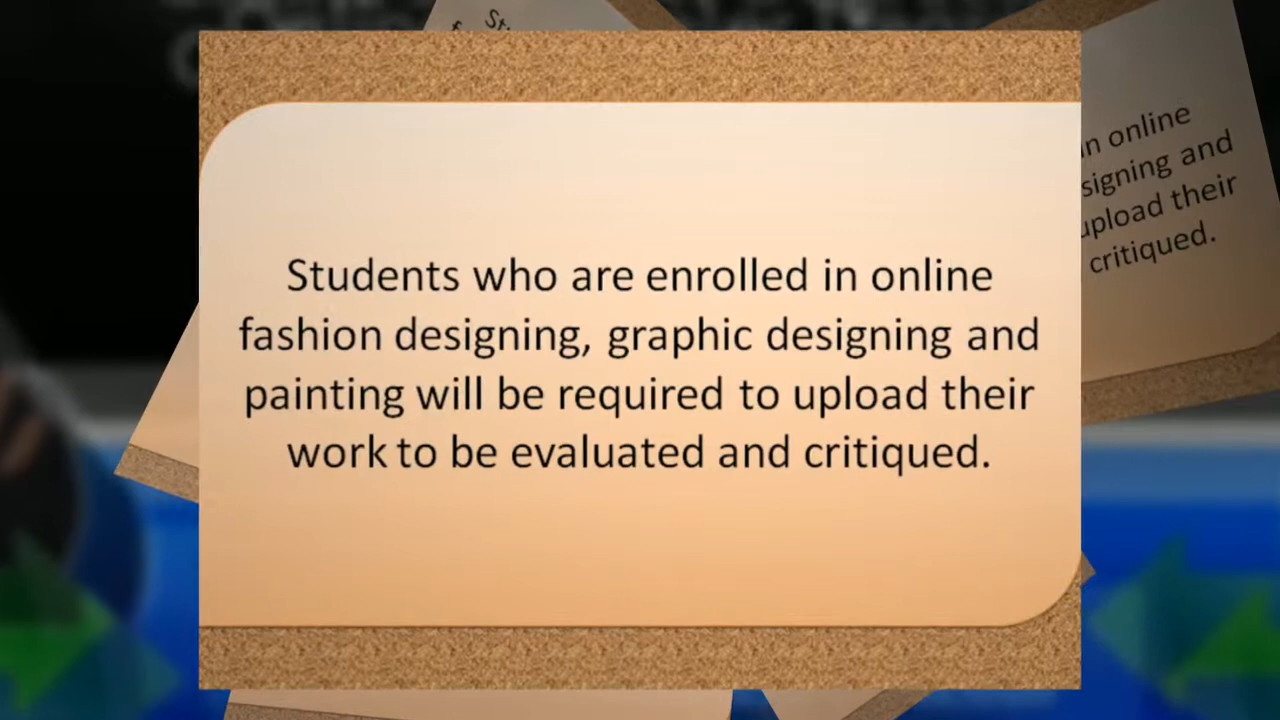 Students who are enrolled in online
fashion designing, graphic designing and
painting will be required to upload their
work to be evaluated and critiqued.
in online
signing and
upload their
critiqued.